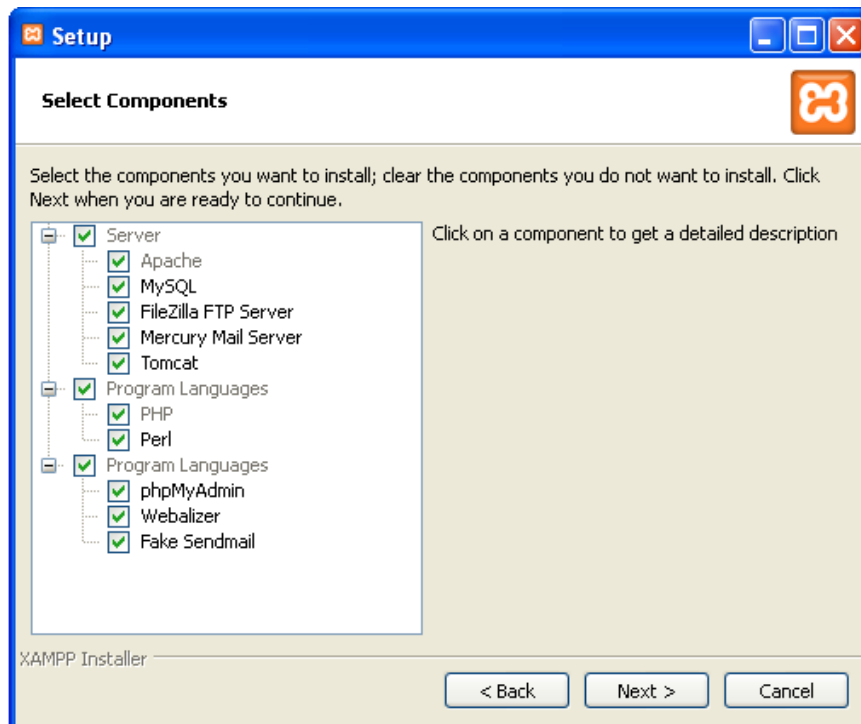 Setup
Select Components
Select the components you want to install; clear the components you do not want to install. Click
Next when you are ready to continue.
Server
Apache
MySQL
FileZilla FTP Server
Mercury Mail Server
Tomcat
Program Languages
PHP
Perl
Program Languages
phpMyAdmin
Webalizer
Fake Sendmail
Click on a component to get a detailed description
XAMPP Installer
< Back
Next >
Cancel